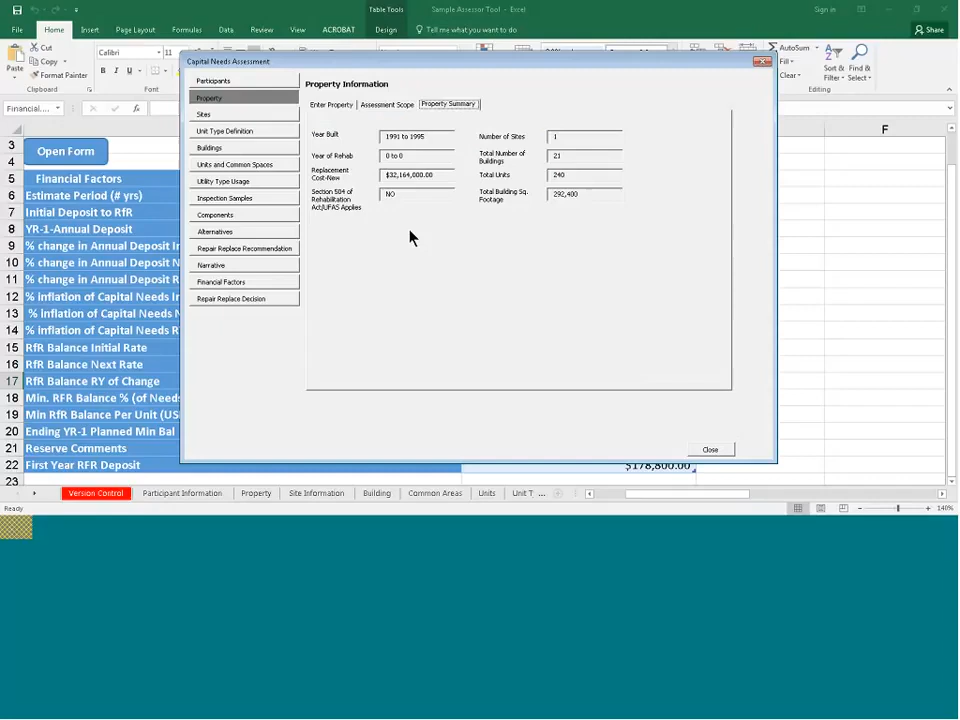 Table Tools
Sample Assessor Tool - Excel
Sign in
File Home Insert Page Layout Formulas Data Review View ACROBAT Design Tell me what you want to do Share
Cut
Copy
Paste
Format Painter
Clipboard
Calibri 11
B I U
AutoSum
Clear
Sort &
Filter
Find &
Select
Editing
Financial....
F
3
4
Open Form
5 Financial Factors
6 Estimate Period (# yrs)
7 Initial Deposit to RfR
8 YR-1-Annual Deposit
9 % change in Annual Deposit In
10 % change in Annual Deposit N
11 % change in Annual Deposit R
12 % inflation of Capital Needs In
13 % inflation of Capital Needs N
14 % inflation of Capital Needs R
15 RfR Balance Initial Rate
16 RfR Balance Next Rate
17 RfR Balance RY of Change
18 Min. RFR Balance % (of Needs
19 Min RfR Balance Per Unit (US
20 Ending YR-1 Planned Min Bal
21 Reserve Comments
22 First Year RFR Deposit
$178,800.00
23
Capital Needs Assessment
Participants
Property
Sites
Unit Type Definition
Buildings
Units and Common Spaces
Utility Type Usage
Inspection Samples
Components
Alternatives
Repair Replace Recommendation
Narrative
Financial Factors
Repair Replace Decision
Property Information
Enter Property Assessment Scope Property Summary
Year Built 1991 to 1995
Number of Sites 1
Year of Rehab 0 to 0
Total Number of
Buildings 21
Replacement
Cost-New $32,164,000.00
Total Units 240
Section 504 of
Rehabilitation
Act/UFAS Applies NO
Total Building Sq.
Footage 292,400
Close
Version Control Participant Information Property Site Information Building Common Areas Units Unit T ...
Ready
140%